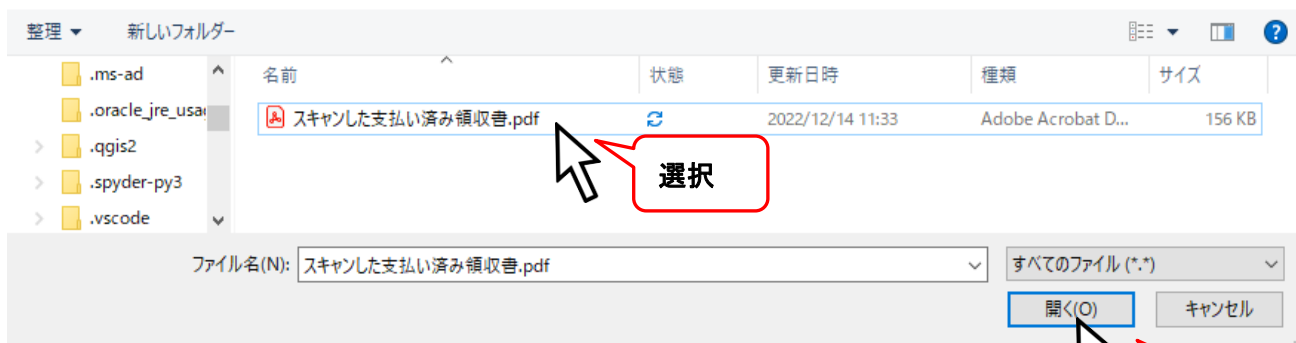 整理 新しいフォルダー
名前 状態 更新日時 種類 サイズ
.ms-ad
.oracle_jre_usag
.qgis2
.spyder-py3
.vscode
スキャンした支払い済み領収書.pdf 2022/12/14 11:33 Adobe Acrobat D... 156 KB
選択
ファイル名(N): スキャンした支払い済み領収書.pdf すべてのファイル (*.*)
開く(O) キャンセル